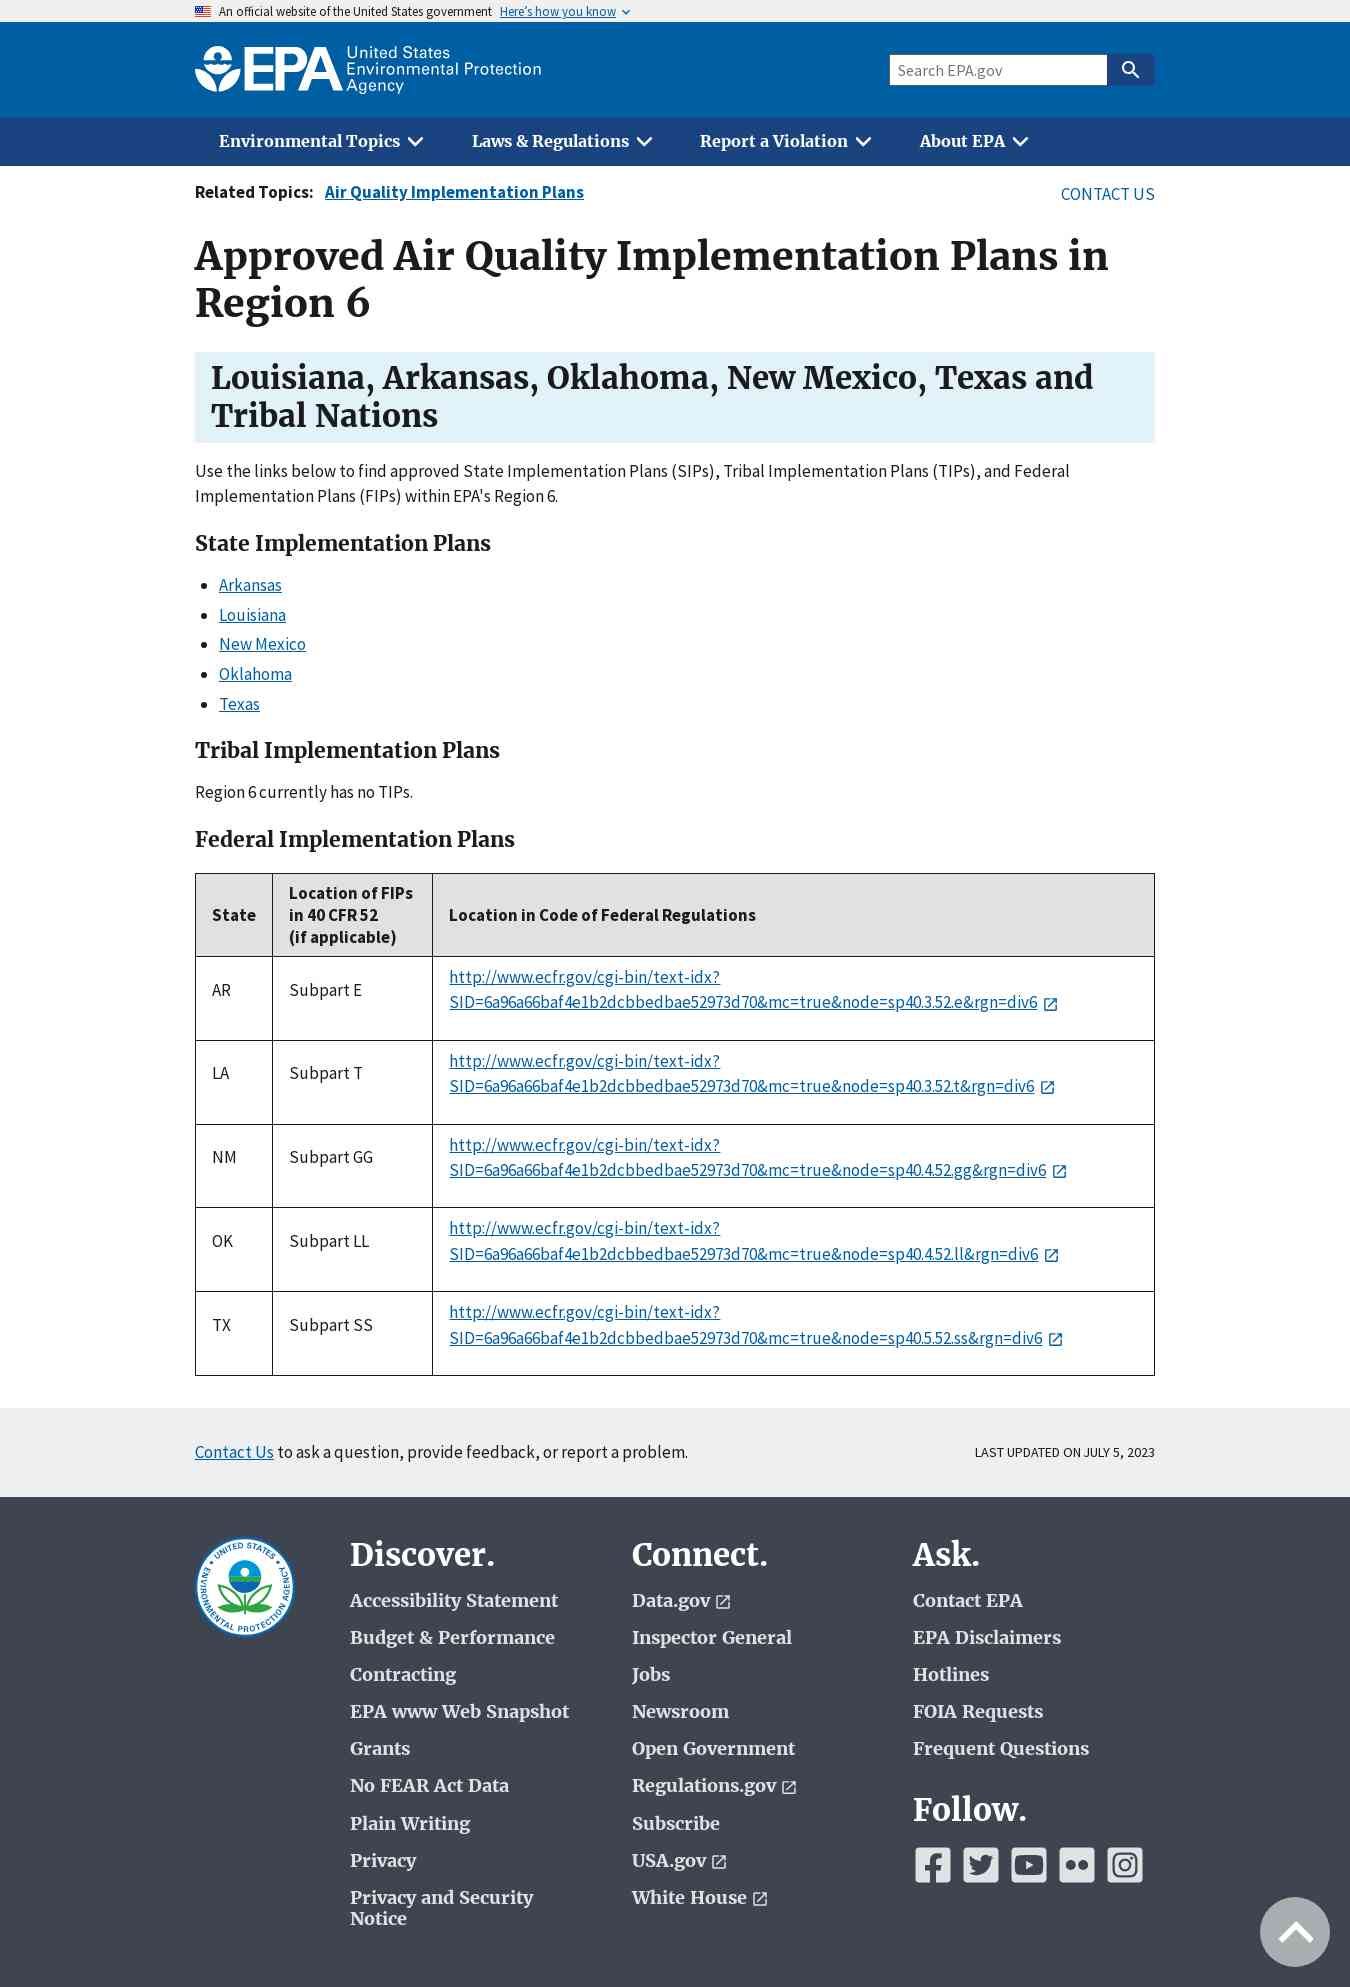 An official website of the United States government Here's how you know
EPA United States
Environmental Protection
Agency
Search EPA.gov
Environmental Topics Laws & Regulations Report a Violation About EPA
Related Topics: Air Quality Implementation Plans
CONTACT US
Approved Air Quality Implementation Plans in
Region 6
Louisiana, Arkansas, Oklahoma, New Mexico, Texas and
Tribal Nations
Use the links below to find approved State Implementation Plans (SIPs), Tribal Implementation Plans (TIPs), and Federal
Implementation Plans (FIPs) within EPA's Region 6.
State Implementation Plans
Arkansas
Louisiana
New Mexico
Oklahoma
Texas
Tribal Implementation Plans
Region 6 currently has no TIPs.
Federal Implementation Plans
State
Location of FIPs
in 40 CFR 52
(if applicable)
Location in Code of Federal Regulations
AR
Subpart E
http://www.ecfr.gov/cgi-bin/text-idx?
SID=6a96a66baf4e1b2dcbbedbae52973d70&mc=true&node=sp40.3.52.e&rgn=div6
LA
Subpart T
http://www.ecfr.gov/cgi-bin/text-idx?
SID=6a96a66baf4e1b2dcbbedbae52973d70&mc=true&node=sp40.3.52.t&rgn=div6
NM
Subpart GG
http://www.ecfr.gov/cgi-bin/text-idx?
SID=6a96a66baf4e1b2dcbbedbae52973d70&mc=true&node=sp40.4.52.gg&rgn=div6
OK
Subpart LL
http://www.ecfr.gov/cgi-bin/text-idx?
SID=6a96a66baf4e1b2dcbbedbae52973d70&mc=true&node=sp40.4.52.ll&rgn=div6
TX
Subpart SS
http://www.ecfr.gov/cgi-bin/text-idx?
SID=6a96a66baf4e1b2dcbbedbae52973d70&mc=true&node=sp40.5.52.ss&rgn=div6
Contact Us to ask a question, provide feedback, or report a problem.
LAST UPDATED ON JULY 5, 2023
UNITED STATES
ENVIRONMENTAL PROTECTION AGENCY
Discover.
Accessibility Statement
Budget & Performance
Contracting
EPA www Web Snapshot
Grants
No FEAR Act Data
Plain Writing
Privacy
Privacy and Security
Notice
Connect.
Data.gov
Inspector General
Jobs
Newsroom
Open Government
Regulations.gov
Subscribe
USA.gov
White House
Ask.
Contact EPA
EPA Disclaimers
Hotlines
FOIA Requests
Frequent Questions
Follow.